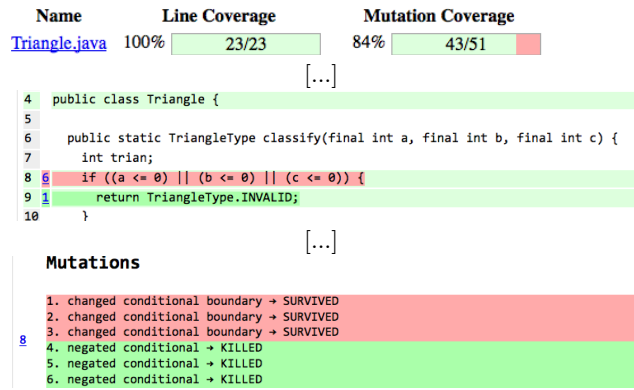 Name Line Coverage Mutation Coverage
Triangle.java 100% 23/23 84% 43/51
[...]
4 public class Triangle {
5
6 public static TriangleType classify(final int a, final int b, final int c) {
7 int trian;
8 6 if ((a <= 0) || (b <= 0) || (c <= 0)) {
9 1 return TriangleType.INVALID;
10 }
[...]
Mutations
1. changed conditional boundary → SURVIVED
2. changed conditional boundary → SURVIVED
3. changed conditional boundary → SURVIVED
8
4. negated conditional → KILLED
5. negated conditional → KILLED
6. negated conditional → KILLED